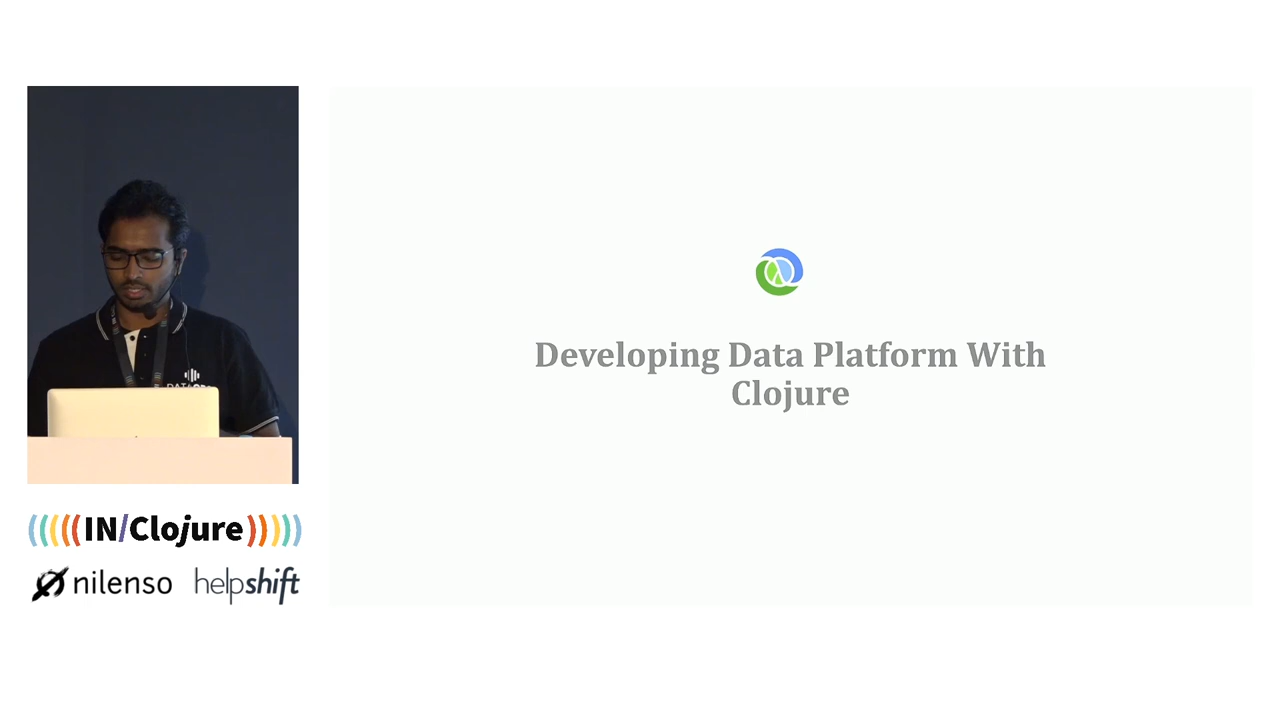 Developing Data Platform With
Clojure
((((( IN/Clojure )))))
nilenso helpshift